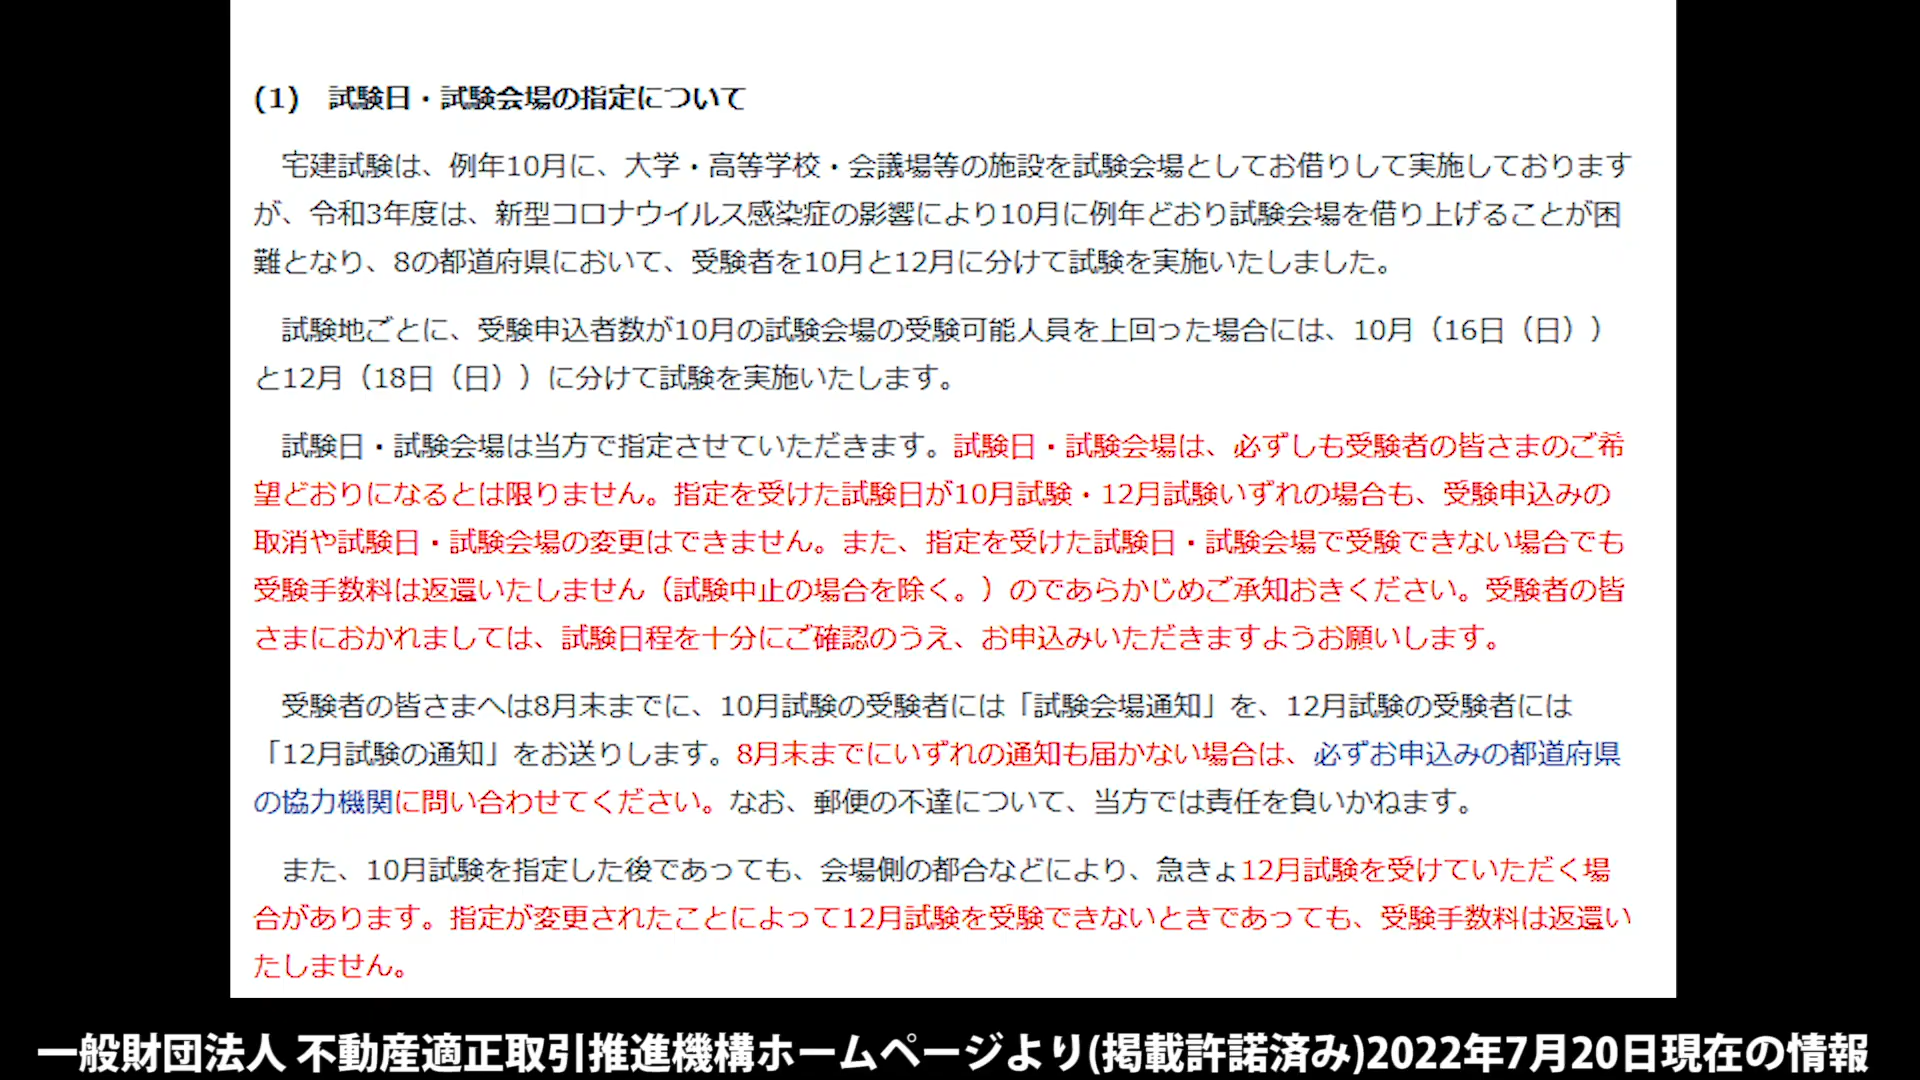 (1)　試験日・試験会場の指定について
宅建試験は、例年10月に、大学・高等学校・会議場等の施設を試験会場としてお借りして実施しております
が、令和3年度は、新型コロナウイルス感染症の影響により10月に例年どおり試験会場を借り上げることが困
難となり、8の都道府県において、受験者を10月と12月に分けて試験を実施いたしました。
試験地ごとに、受験申込者数が10月の試験会場の受験可能人員を上回った場合には、10月（16日（日））
と12月（18日（日））に分けて試験を実施いたします。
試験日・試験会場は当方で指定させていただきます。試験日・試験会場は、必ずしも受験者の皆さまのご希
望どおりになるとは限りません。指定を受けた試験日が10月試験・12月試験いずれの場合も、受験申込みの
取消や試験日・試験会場の変更はできません。また、指定を受けた試験日・試験会場で受験できない場合でも
受験手数料は返還いたしません（試験中止の場合を除く。）のであらかじめご承知おきください。受験者の皆
さまにおかれましては、試験日程を十分にご確認のうえ、お申込みいただきますようお願いします。
受験者の皆さまへは8月末までに、10月試験の受験者には「試験会場通知」を、12月試験の受験者には
「12月試験の通知」をお送りします。8月末までにいずれの通知も届かない場合は、必ずお申込みの都道府県
の協力機関に問い合わせてください。なお、郵便の不達について、当方では責任を負いかねます。
また、10月試験を指定した後であっても、会場側の都合などにより、急きょ12月試験を受けていただく場
合があります。指定が変更されたことによって12月試験を受験できないときであっても、受験手数料は返還い
たしません。
一般財団法人 不動産適正取引推進機構ホームページより(掲載許諾済み)2022年7月20日現在の情報